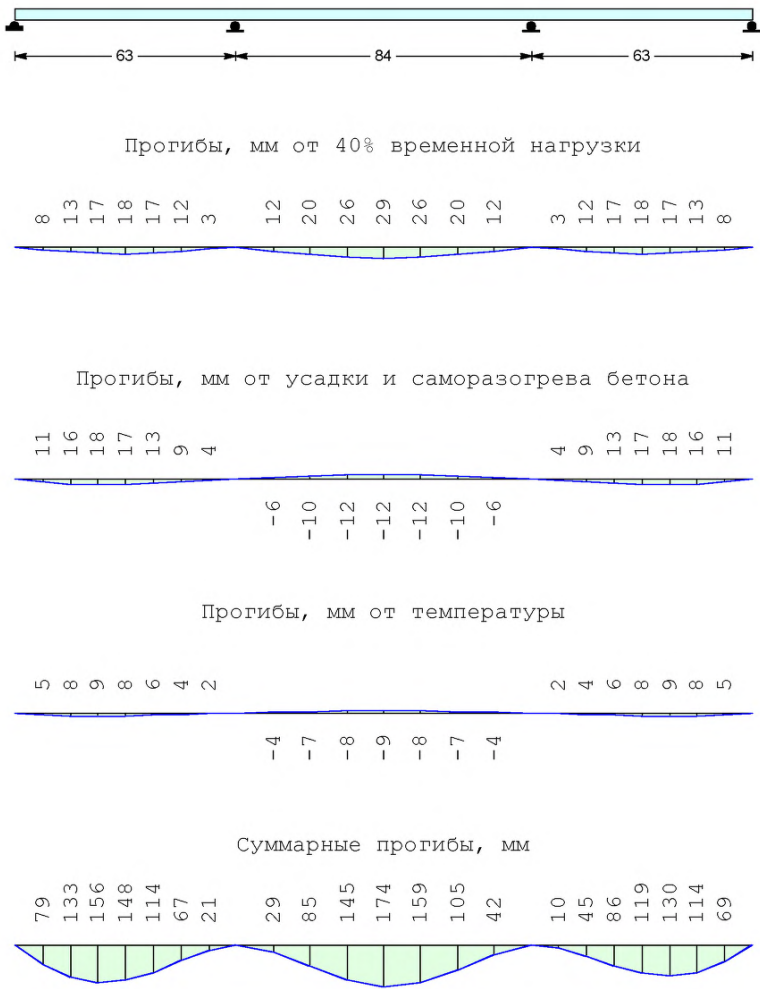 63 84 63
Прогибы, мм от 40% временной нагрузки
8 13 17 18 17 12 3 12 20 26 29 26 20 12 3 12 17 18 17 13 8
Прогибы, мм от усадки и саморазогрева бетона
11 16 18 17 13 9 4 4 9 13 17 18 16 11
-6 -10 -12 -12 -12 -10 -6
Прогибы, мм от температуры
5 8 9 8 6 4 2 2 4 6 8 9 8 5
-4 -7 -8 -9 -8 -7 -4
Суммарные прогибы, мм
79 133 156 148 114 67 21 29 85 145 174 159 105 42 10 45 86 119 130 114 69